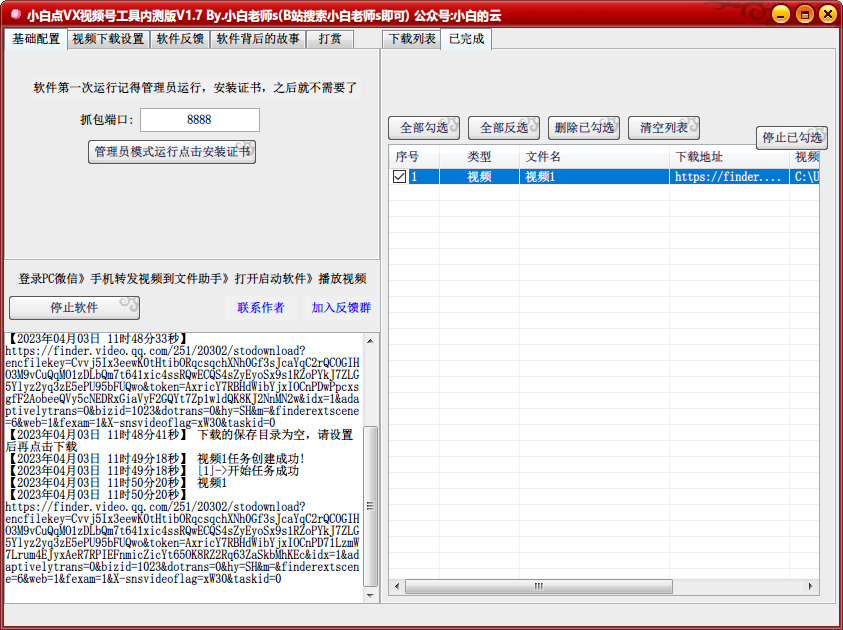 小白点VX视频号工具内测版V1.7 By.小白老师s(B站搜索小白老师s即可) 公众号:小白的云
基础配置 视频下载设置 软件反馈 软件背后的故事 打赏
下载列表 已完成
软件第一次运行记得管理员运行，安装证书，之后就不需要了
抓包端口: 8888
管理员模式运行点击安装证书
全部勾选 全部反选 删除已勾选 清空列表 停止已勾选
序号 类型 文件名 下载地址 视频
1 视频 视频1 https://finder.... C:\U
登录PC微信》手机转发视频到文件助手》打开启动软件》播放视频
停止软件 联系作者 加入反馈群
【2023年04月03日 11时48分33秒】
https://finder.video.qq.com/251/20302/stodownload?
encfilekey=Cvvj5Ix3eewK0tHtibORqcsqchXNh0Gf3sJcaYqC2rQCOGIH
O3M9vCuQqMO1zDLbQm7t641xic4ssRQwECQS4sZyEyoSx9s1RZoPYkJ7ZLG
5Ylyz2yq3zE5ePU95bFUQwo&token=AxricY7RBHdWibYjxIOCnPDwPpcxs
gfF2AobeeQVy5cNEDRxGiaVyF2GQYt7Zp1wldQK8KJ2NnMN2w&idx=1&ada
ptivelytrans=0&bizid=1023&dotrans=0&hy=SH&m=&finderextscene
=6&web=1&fexam=1&X-snsvideoflag=xW30&taskid=0
【2023年04月03日 11时48分41秒】 下载的保存目录为空，请设置
后再点击下载
【2023年04月03日 11时49分18秒】 视频1任务创建成功!
【2023年04月03日 11时49分18秒】 [1]->开始任务成功
【2023年04月03日 11时50分20秒】 视频1
【2023年04月03日 11时50分20秒】
https://finder.video.qq.com/251/20302/stodownload?
encfilekey=Cvvj5Ix3eewK0tHtibORqcsqchXNh0Gf3sJcaYqC2rQCOGIH
O3M9vCuQqMO1zDLbQm7t641xic4ssRQwECQS4sZyEyoSx9s1RZoPYkJ7ZLG
5Ylyz2yq3zE5ePU95bFUQwo&token=AxricY7RBHdWibYjxIOCnPD71LzmW
7Lrum4EJyxAeR7RPIEFnmicZicYt65OK8RZ2Rq63ZaSkbMhKEc&idx=1&ad
aptivelytrans=0&bizid=1023&dotrans=0&hy=SH&m=&finderextscen
e=6&web=1&fexam=1&X-snsvideoflag=xW30&taskid=0